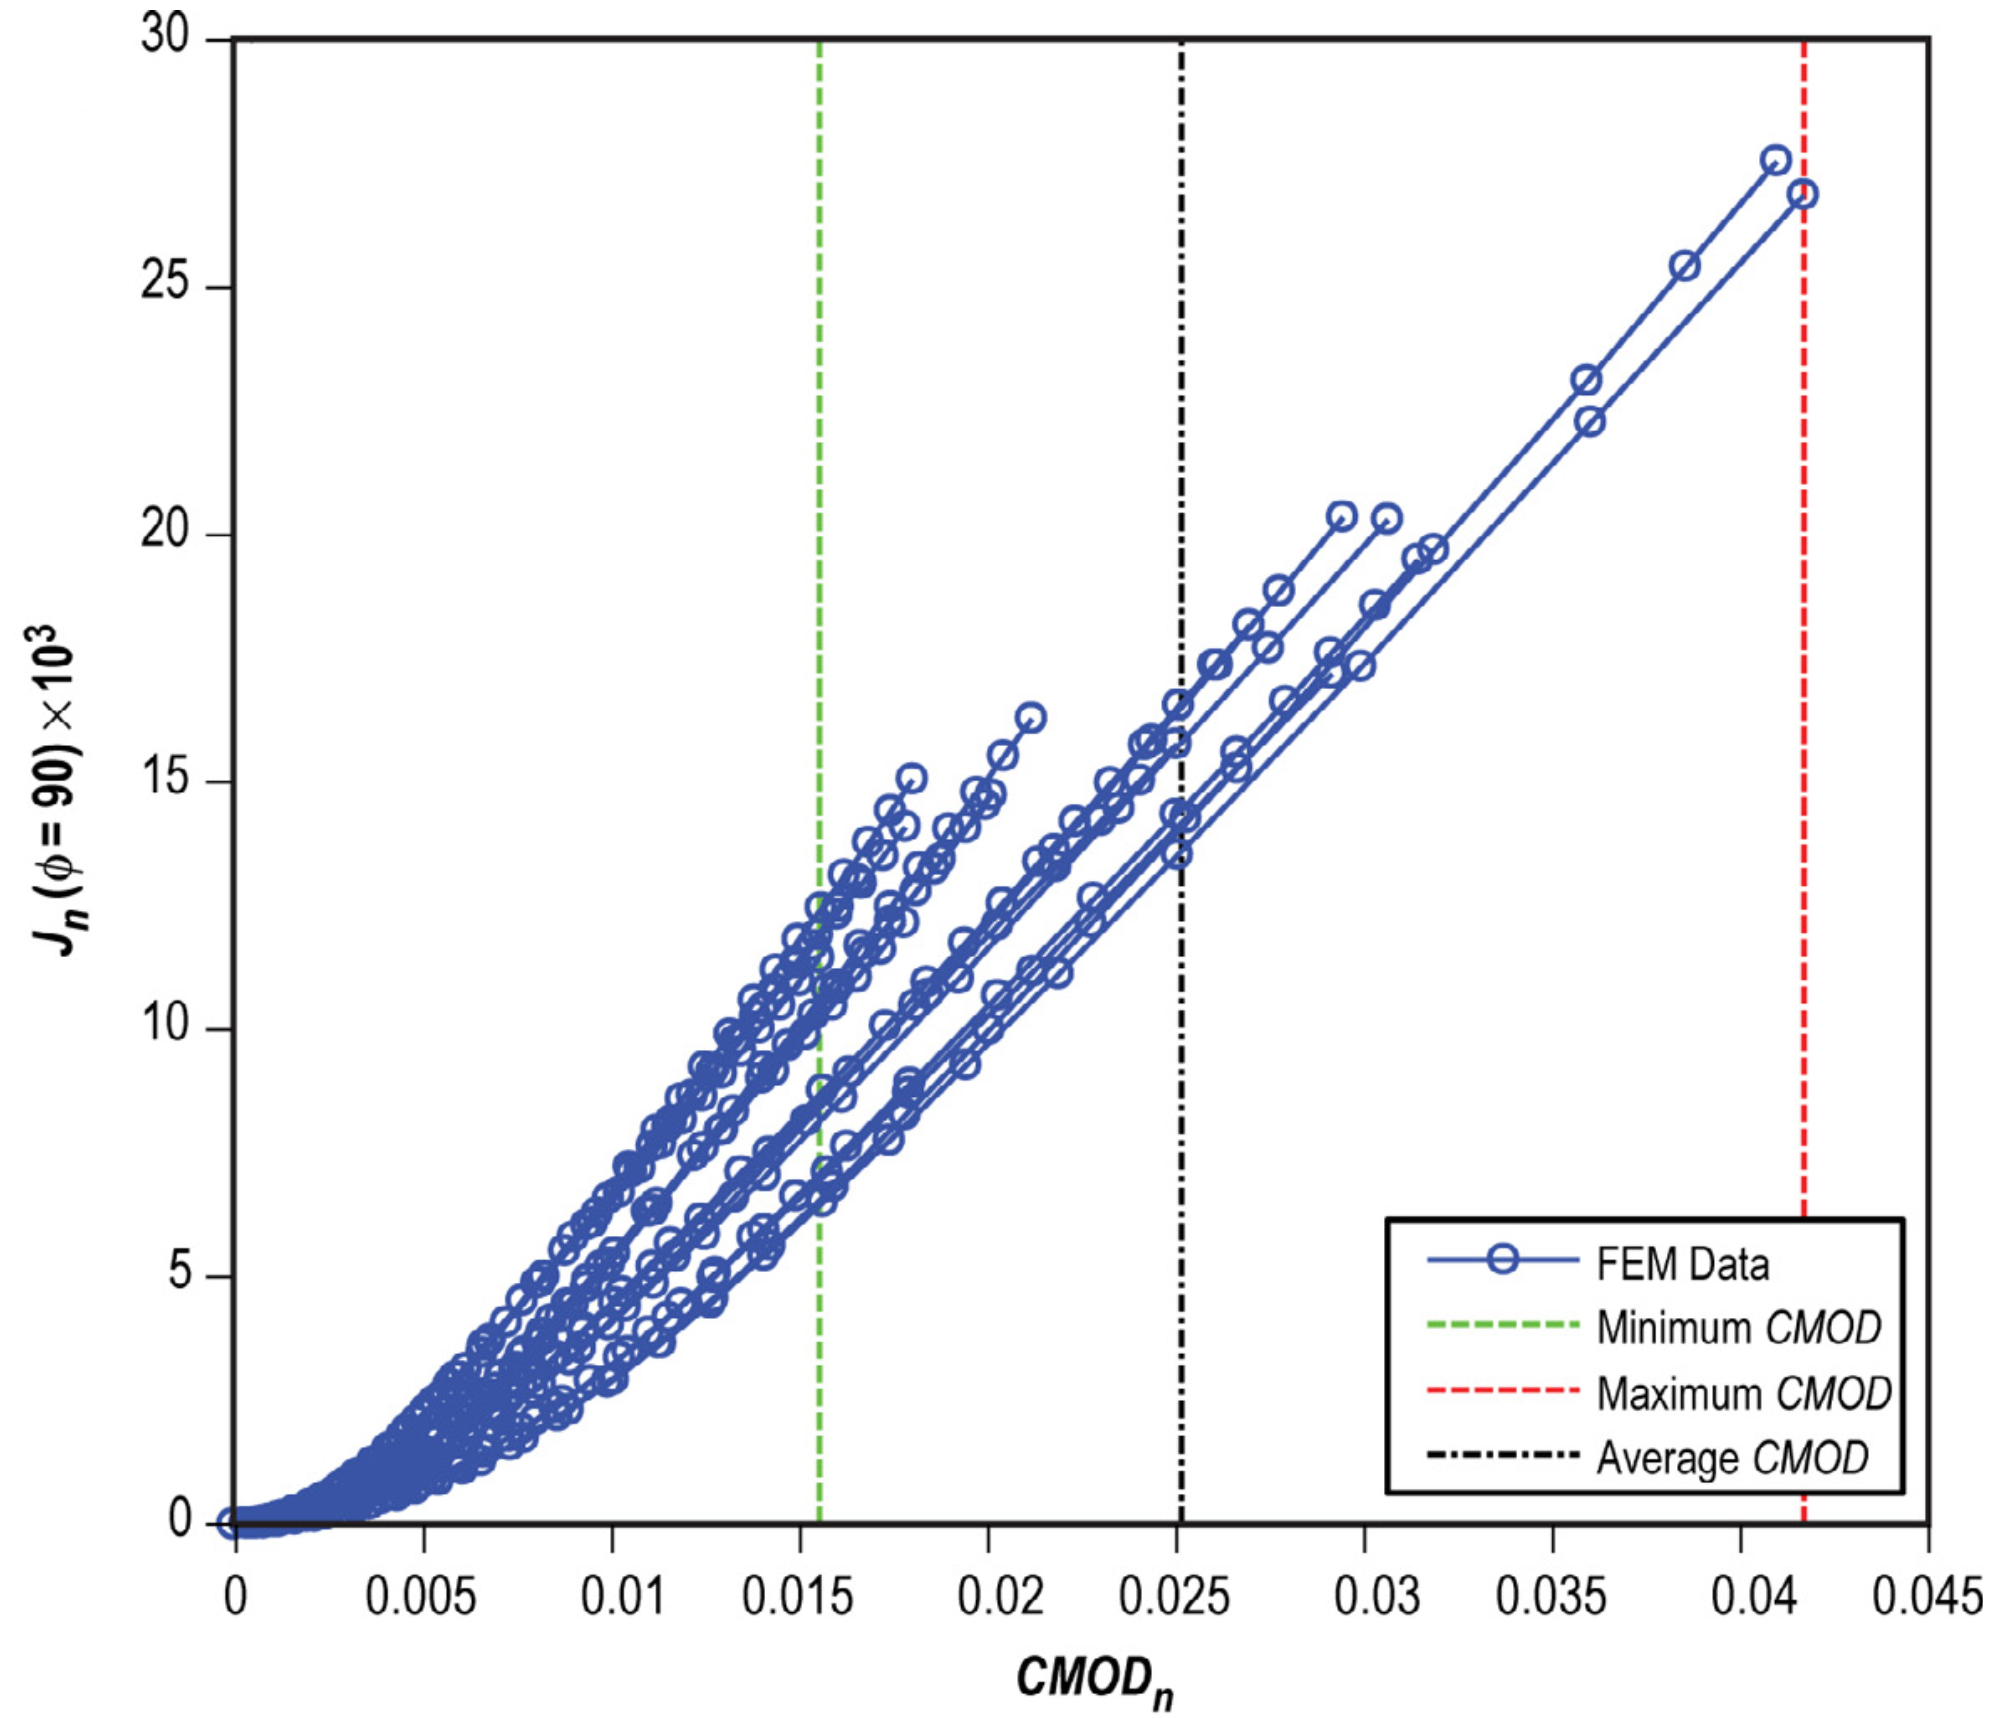 30
25
20
15
10
5
0
Jn (ϕ = 90) × 10³
0 0.005 0.01 0.015 0.02 0.025 0.03 0.035 0.04 0.045
CMODn
FEM Data
Minimum CMOD
Maximum CMOD
Average CMOD